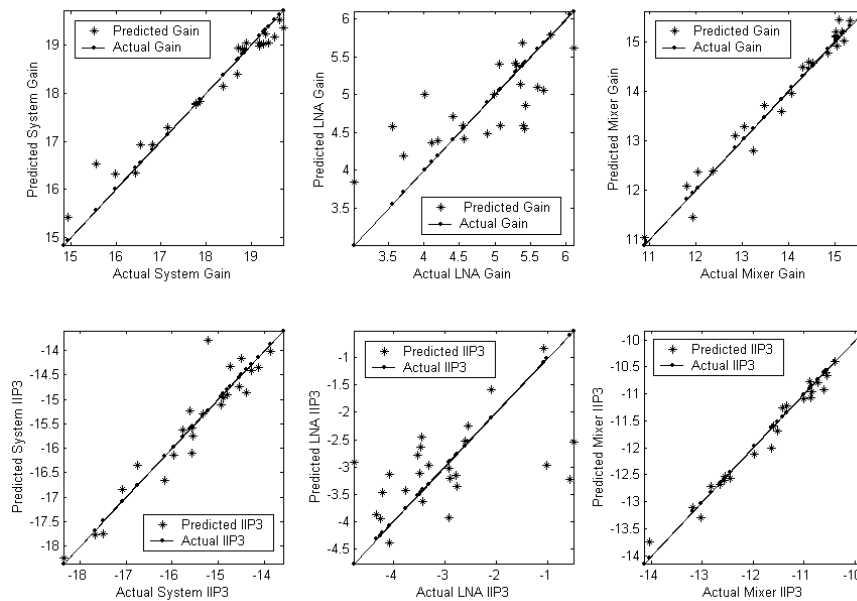 Predicted Gain
Actual Gain
19
18
17
16
15
15 16 17 18 19
Predicted System Gain
Actual System Gain
6
5.5
5
4.5
4
3.5
Predicted Gain
Actual Gain
3.5 4 4.5 5 5.5 6
Predicted LNA Gain
Actual LNA Gain
Predicted Gain
Actual Gain
15
14
13
12
11
11 12 13 14 15
Predicted Mixer Gain
Actual Mixer Gain
-14
-14.5
-15
-15.5
-16
-16.5
-17
-17.5
-18
Predicted IIP3
Actual IIP3
-18 -17 -16 -15 -14
Predicted System IIP3
Actual System IIP3
Predicted IIP3
Actual IIP3
-1
-1.5
-2
-2.5
-3
-3.5
-4
-4.5
-4 -3 -2 -1
Predicted LNA IIP3
Actual LNA IIP3
Predicted IIP3
Actual IIP3
-10
-10.5
-11
-11.5
-12
-12.5
-13
-13.5
-14
-14 -13 -12 -11 -10
Predicted Mixer IIP3
Actual Mixer IIP3